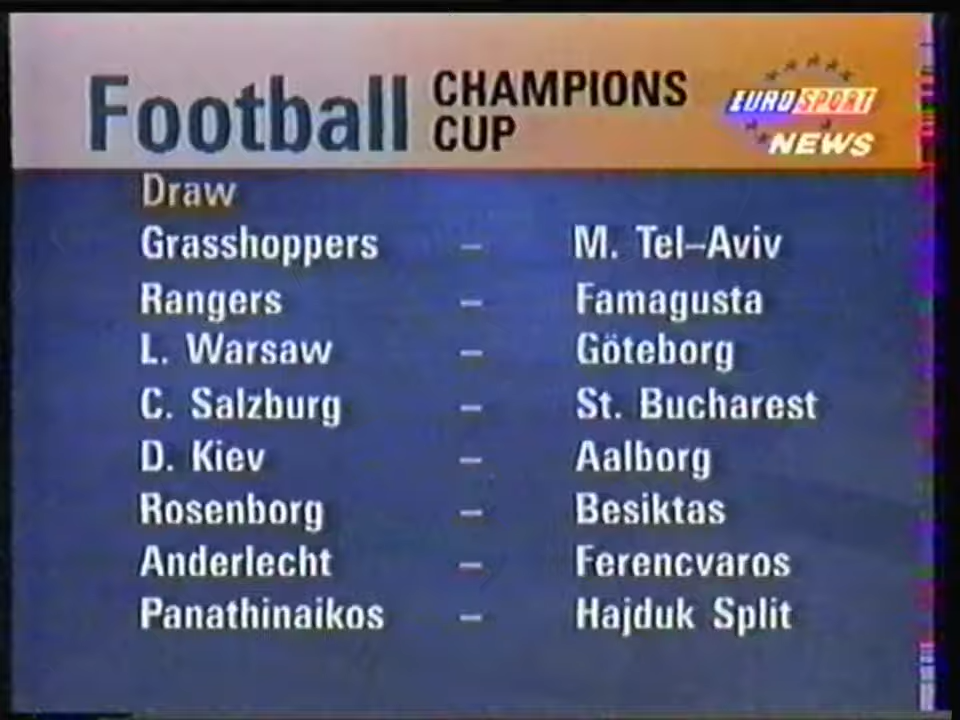 Football CHAMPIONS CUP
EUROSPORT NEWS
Draw
Grasshoppers – M. Tel–Aviv
Rangers – Famagusta
L. Warsaw – Göteborg
C. Salzburg – St. Bucharest
D. Kiev – Aalborg
Rosenborg – Besiktas
Anderlecht – Ferencvaros
Panathinaikos – Hajduk Split